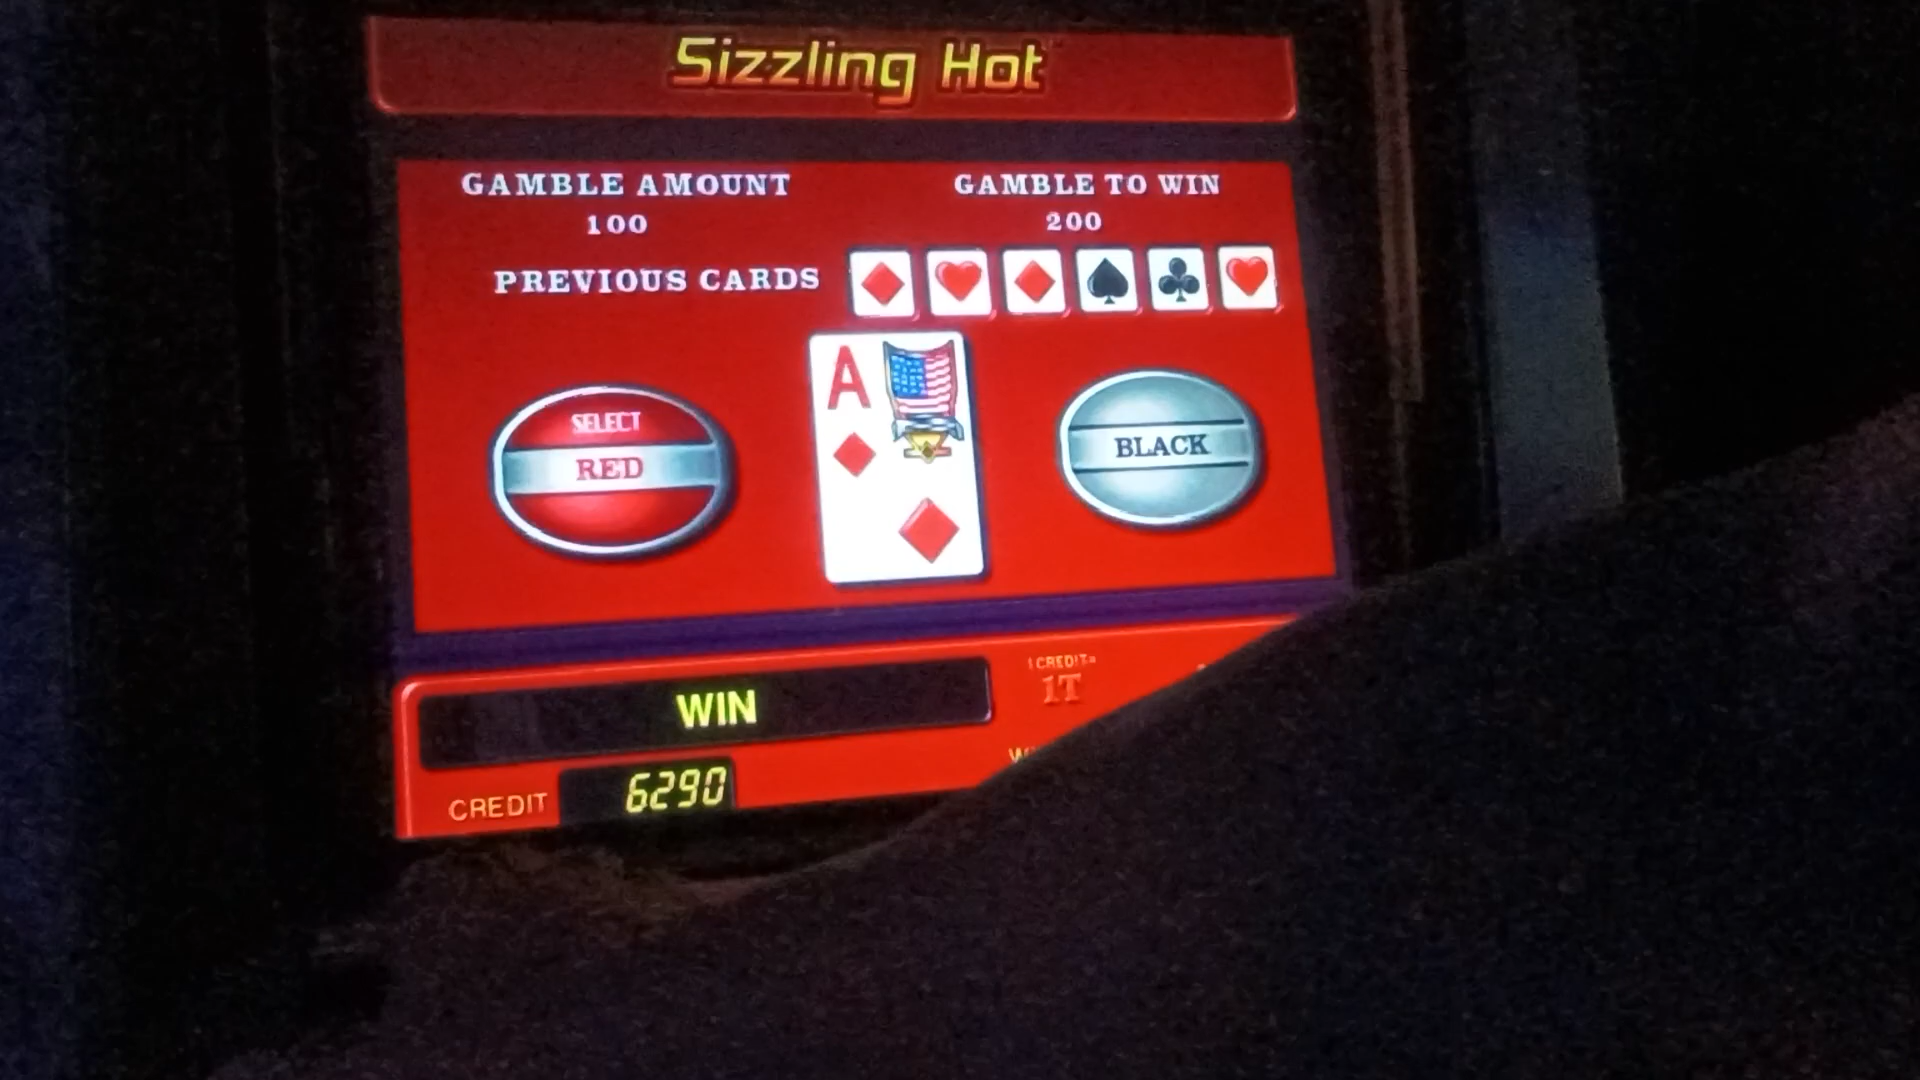 Sizzling Hot
GAMBLE AMOUNT
100
GAMBLE TO WIN
200
PREVIOUS CARDS
A
SELECT
RED
BLACK
WIN
1 CREDIT=
1T
CREDIT
6290